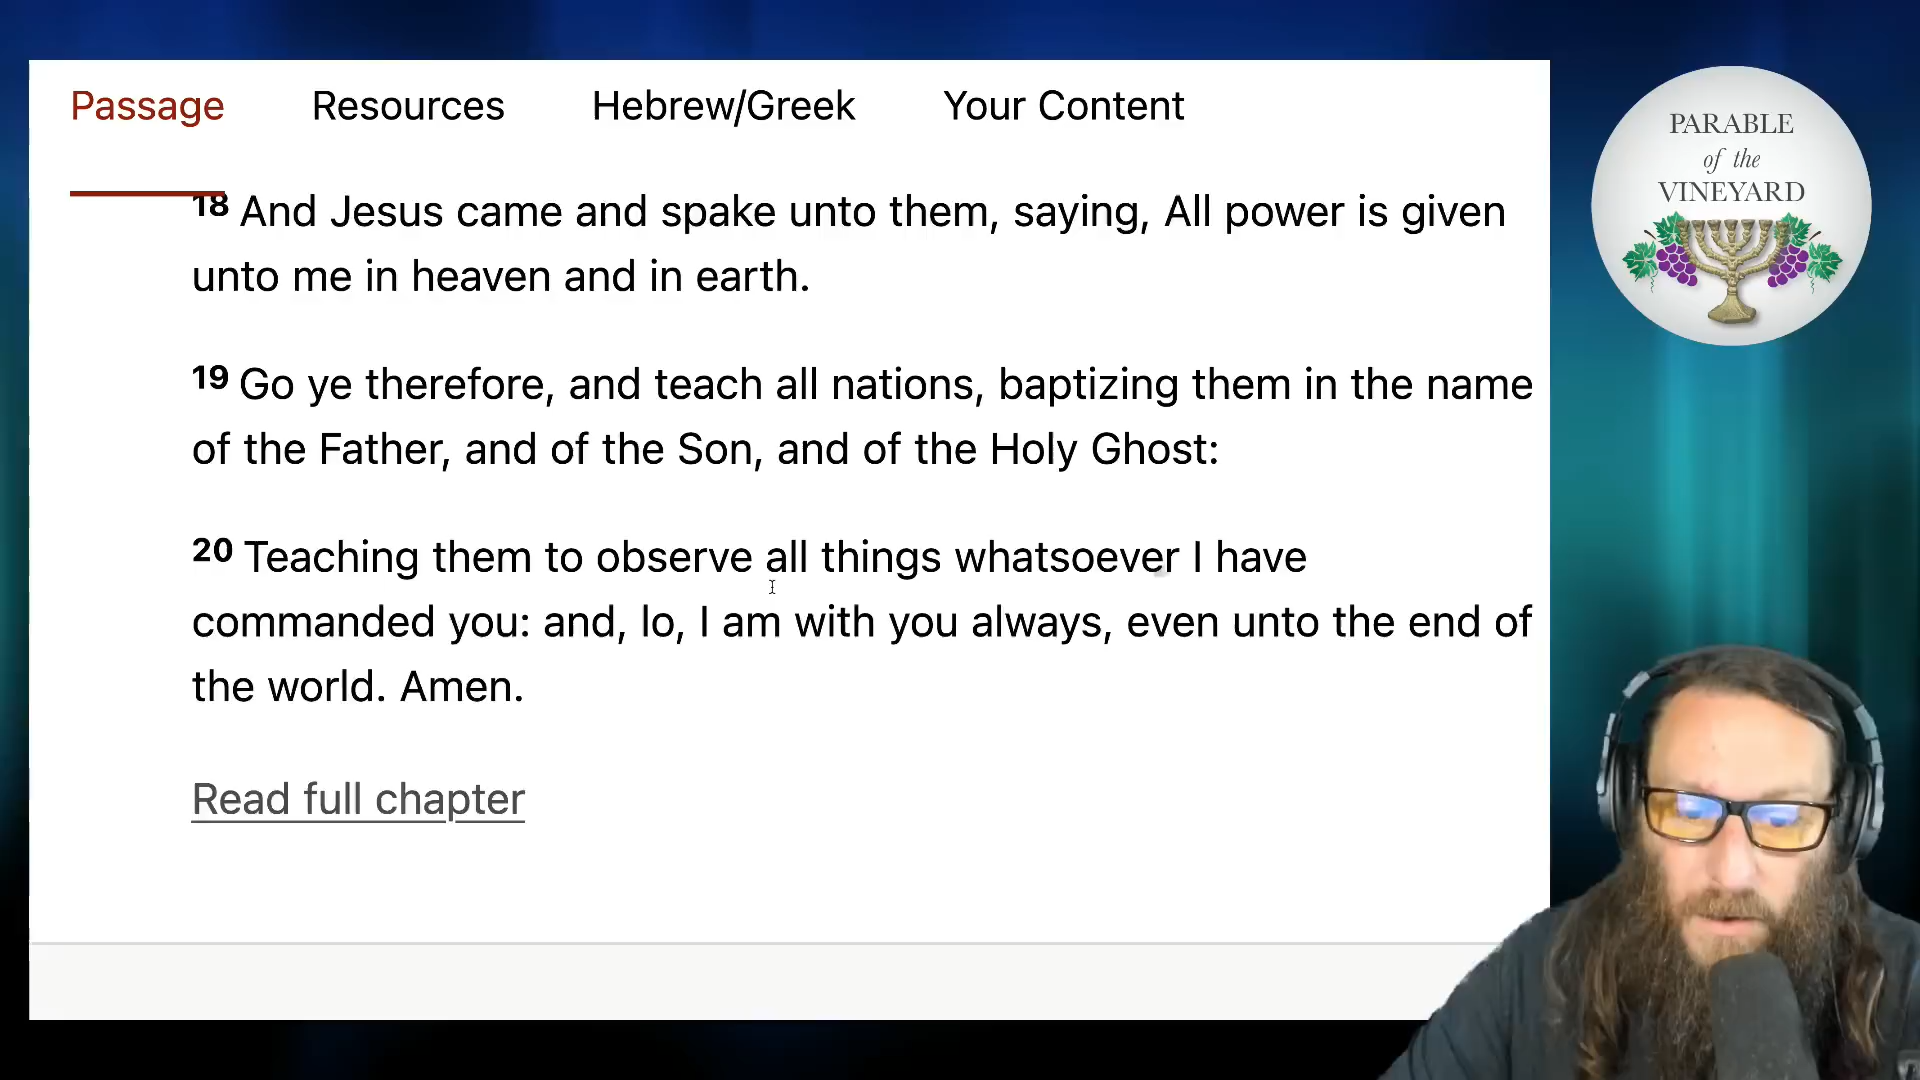 Passage Resources Hebrew/Greek Your Content
18 And Jesus came and spake unto them, saying, All power is given
unto me in heaven and in earth.
19 Go ye therefore, and teach all nations, baptizing them in the name
of the Father, and of the Son, and of the Holy Ghost:
20 Teaching them to observe all things whatsoever I have
commanded you: and, lo, I am with you always, even unto the end of
the world. Amen.
Read full chapter
PARABLE
of the
VINEYARD